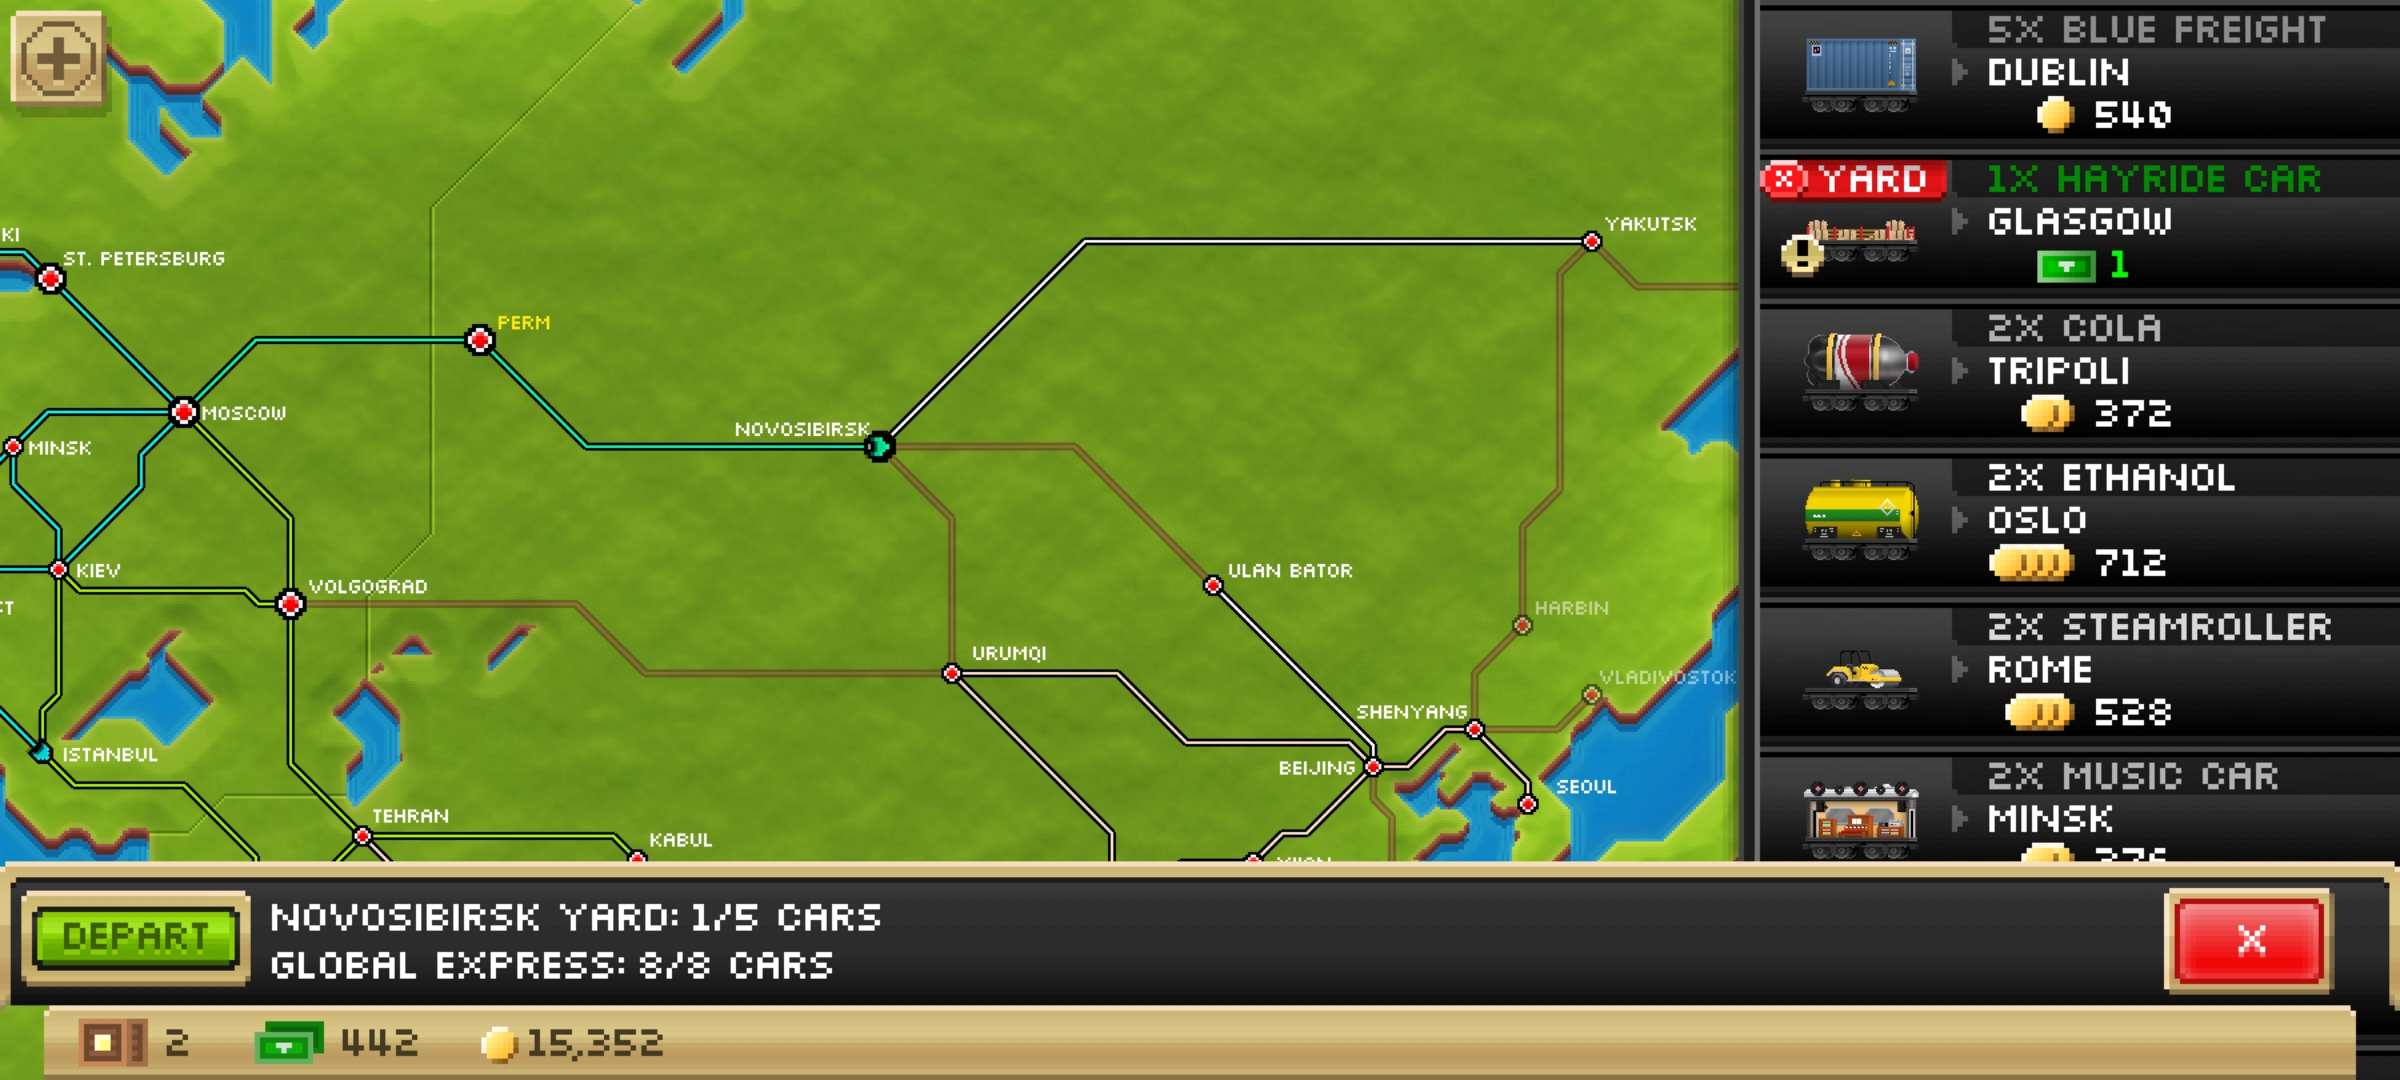 KI
ST. PETERSBURG
YAKUTSK
PERM
MOSCOW
NOVOSIBIRSK
MINSK
KIEV
ULAN BATOR
VOLGOGRAD
HARBIN
URUMQI
VLADIVOSTOK
SHENYANG
ISTANBUL
BEIJING
SEOUL
TEHRAN
KABUL
5X BLUE FREIGHT
DUBLIN
540
YARD
1X HAYRIDE CAR
GLASGOW
1
2X COLA
TRIPOLI
372
2X ETHANOL
OSLO
712
2X STEAMROLLER
ROME
528
2X MUSIC CAR
MINSK
DEPART
NOVOSIBIRSK YARD: 1/5 CARS
GLOBAL EXPRESS: 8/8 CARS
X
2
442
15,352